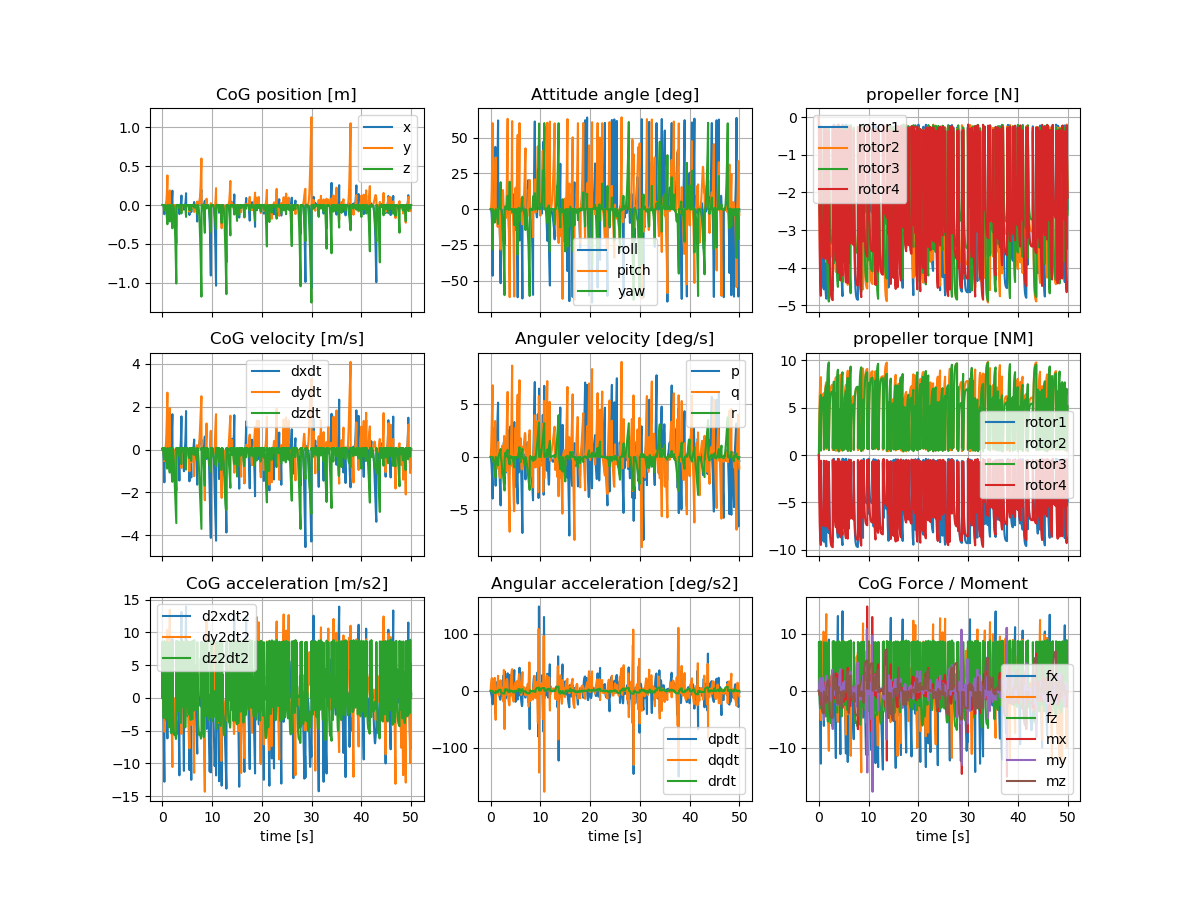 CoG position [m]
1.0
0.5
0.0
−0.5
−1.0
x
y
z
Attitude angle [deg]
50
25
0
−25
−50
roll
pitch
yaw
propeller force [N]
0
−1
−2
−3
−4
−5
rotor1
rotor2
rotor3
rotor4
CoG velocity [m/s]
4
2
0
−2
−4
dxdt
dydt
dzdt
Anguler velocity [deg/s]
5
0
−5
p
q
r
propeller torque [NM]
10
5
0
−5
−10
rotor1
rotor2
rotor3
rotor4
CoG acceleration [m/s2]
15
10
5
0
−5
−10
−15
d2xdt2
dy2dt2
dz2dt2
0 10 20 30 40 50
time [s]
Angular acceleration [deg/s2]
100
0
−100
dpdt
dqdt
drdt
0 10 20 30 40 50
time [s]
CoG Force / Moment
10
0
−10
fx
fy
fz
mx
my
mz
0 10 20 30 40 50
time [s]